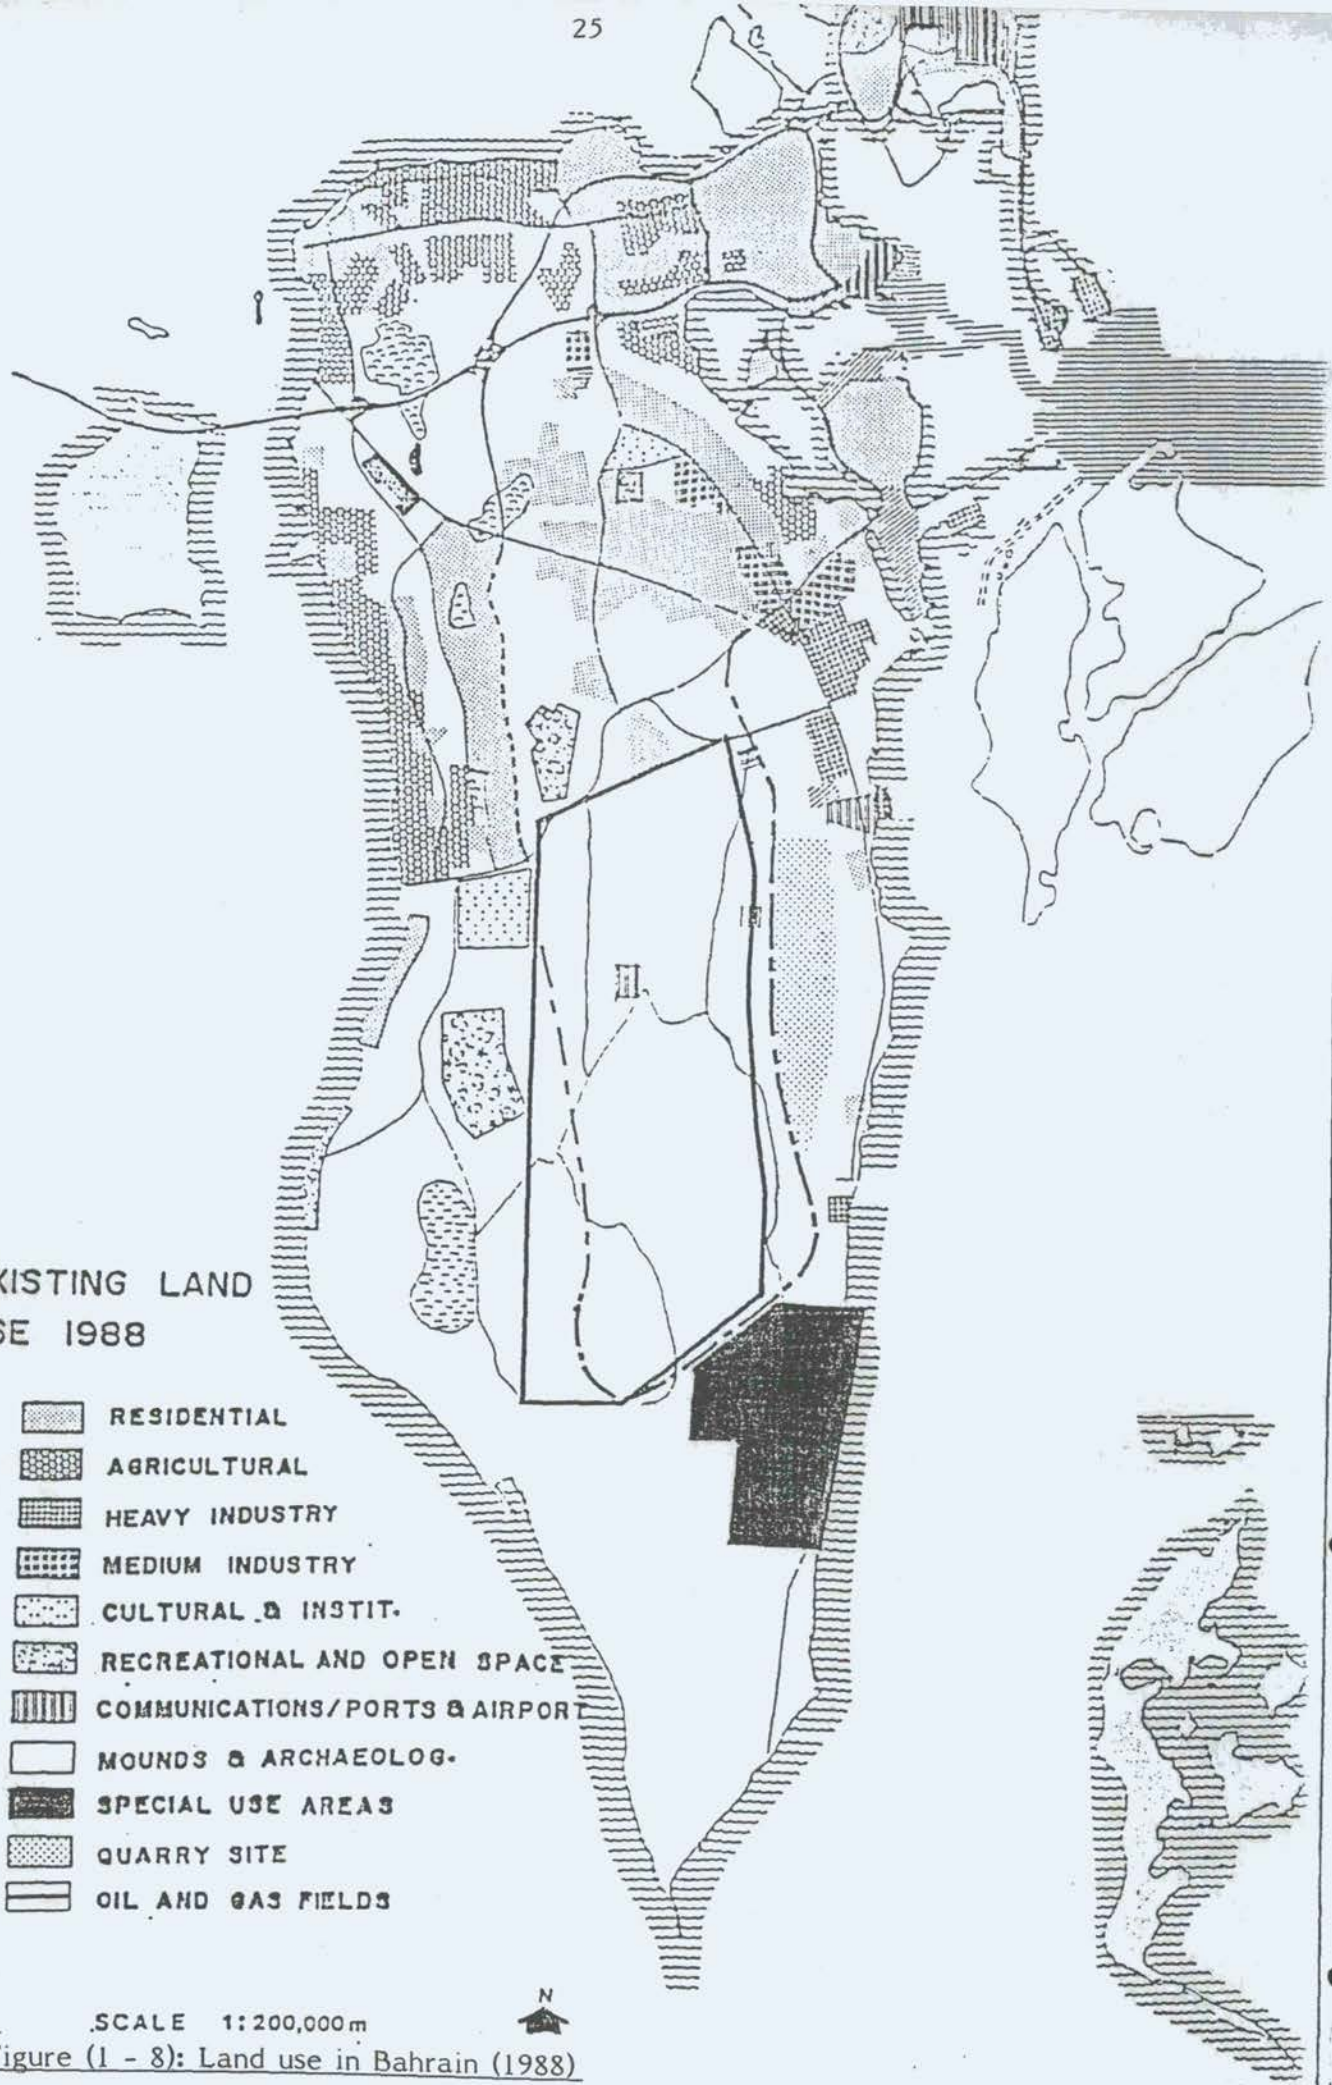 25
XISTING LAND
SE 1988
RESIDENTIAL
AGRICULTURAL
HEAVY INDUSTRY
MEDIUM INDUSTRY
CULTURAL & INSTIT.
RECREATIONAL AND OPEN SPACE
COMMUNICATIONS/PORTS & AIRPORT
MOUNDS & ARCHAEOLOG.
SPECIAL USE AREAS
QUARRY SITE
OIL AND GAS FIELDS
N
SCALE 1:200,000m
igure (1 - 8): Land use in Bahrain (1988)